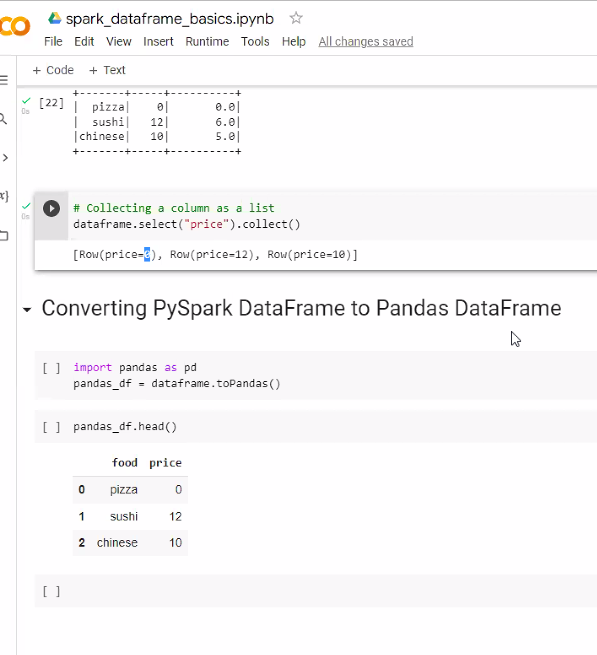 spark_dataframe_basics.ipynb
File Edit View Insert Runtime Tools Help All changes saved
+ Code + Text
+-------+-----+----------+
[22] | pizza| 0| 0.0|
0s
| sushi| 12| 6.0|
|chinese| 10| 5.0|
+-------+-----+----------+
# Collecting a column as a list
0s
dataframe.select("price").collect()
[Row(price=0), Row(price=12), Row(price=10)]
Converting PySpark DataFrame to Pandas DataFrame
[ ] import pandas as pd
pandas_df = dataframe.toPandas()
[ ] pandas_df.head()
food price
0 pizza 0
1 sushi 12
2 chinese 10
[ ]